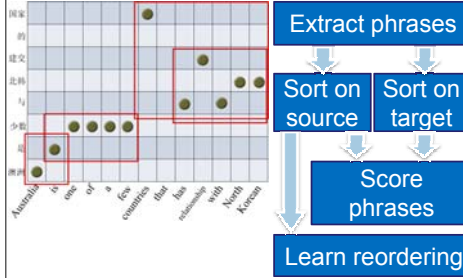 国家
的
建交
北韩
与
少数
是
澳洲
Australia
is
one
of
a
few
countries
that
has
relationship
with
North
Korean
Extract phrases
Sort on
source
Sort on
target
Score
phrases
Learn reordering